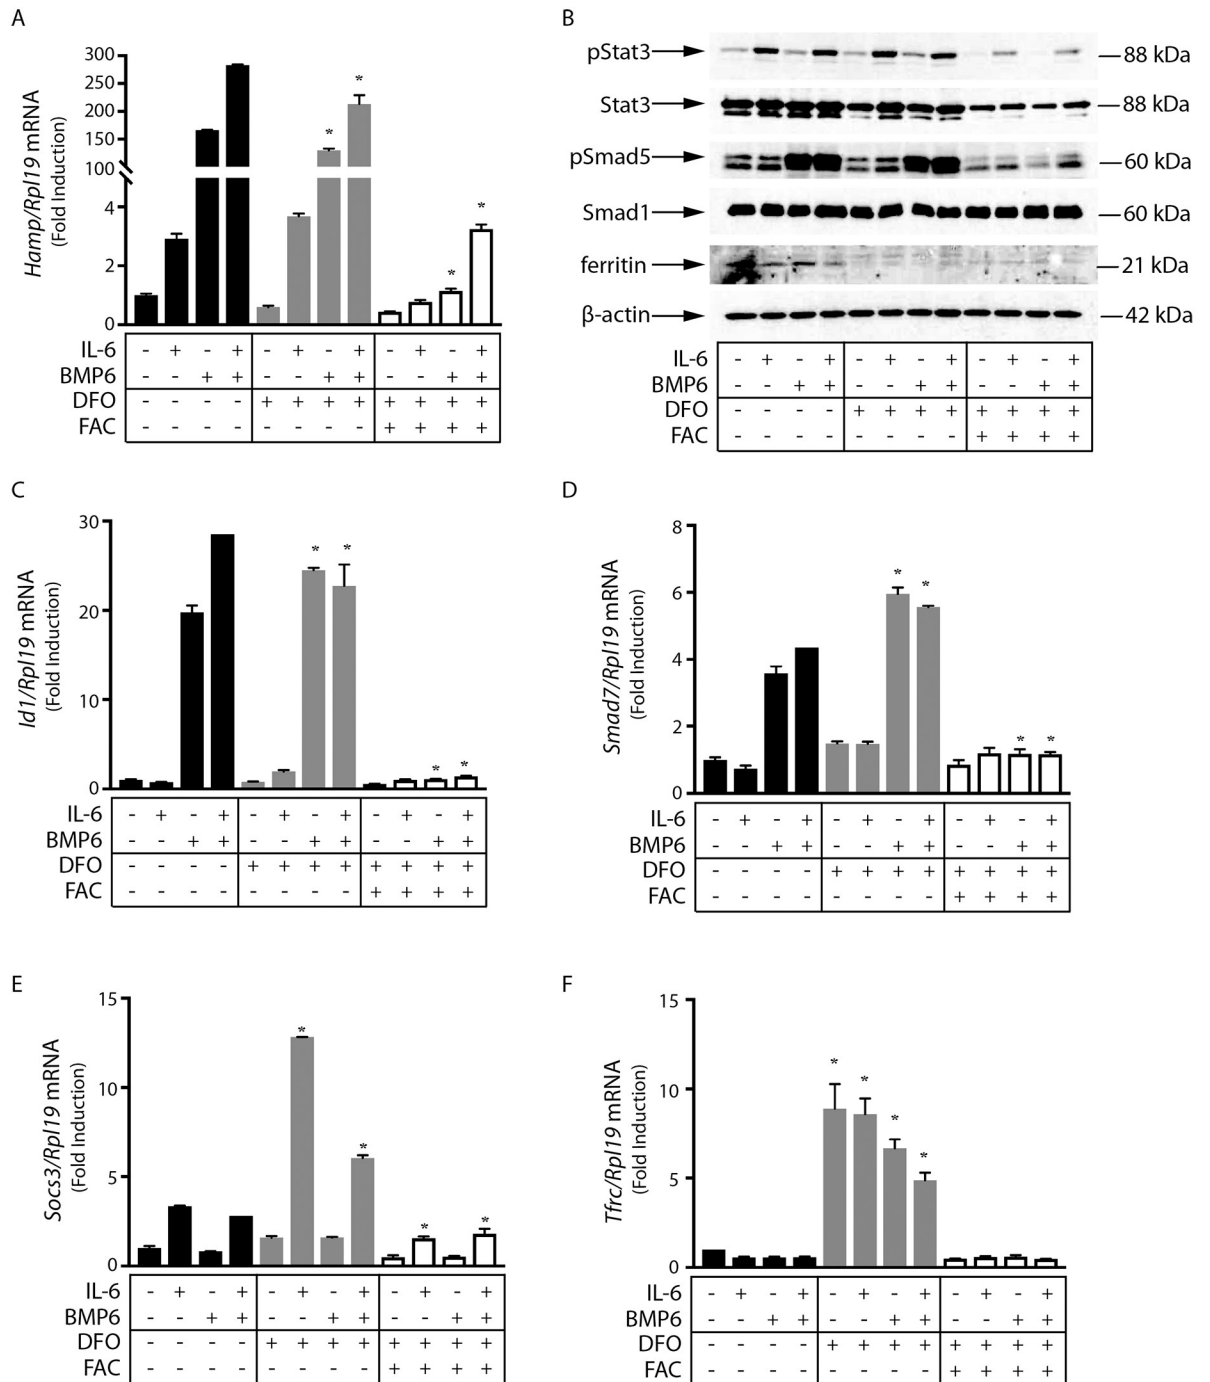 A
Hamp/Rpl19 mRNA
(Fold Induction)
300
250
200
150
100
4
2
0
IL-6 - + - + - + - + - + - +
BMP6 - - + + - - + + - - + +
DFO - - - - + + + + + + + +
FAC - - - - - - - - + + + +
* * * *
B
pStat3 88 kDa
Stat3 88 kDa
pSmad5 60 kDa
Smad1 60 kDa
ferritin 21 kDa
β-actin 42 kDa
IL-6 - + - + - + - + - + - +
BMP6 - - + + - - + + - - + +
DFO - - - - + + + + + + + +
FAC - - - - - - - - + + + +
C
Id1/Rpl19 mRNA
(Fold Induction)
30
20
10
0
* * * *
IL-6 - + - + - + - + - + - +
BMP6 - - + + - - + + - - + +
DFO - - - - + + + + + + + +
FAC - - - - - - - - + + + +
D
Smad7/Rpl19 mRNA
(Fold Induction)
8
6
4
2
0
* * * *
IL-6 - + - + - + - + - + - +
BMP6 - - + + - - + + - - + +
DFO - - - - + + + + + + + +
FAC - - - - - - - - + + + +
E
Socs3/Rpl19 mRNA
(Fold Induction)
15
10
5
0
* * * *
IL-6 - + - + - + - + - + - +
BMP6 - - + + - - + + - - + +
DFO - - - - + + + + + + + +
FAC - - - - - - - - + + + +
F
Tfrc/Rpl19 mRNA
(Fold Induction)
15
10
5
0
* * * *
IL-6 - + - + - + - + - + - +
BMP6 - - + + - - + + - - + +
DFO - - - - + + + + + + + +
FAC - - - - - - - - + + + +